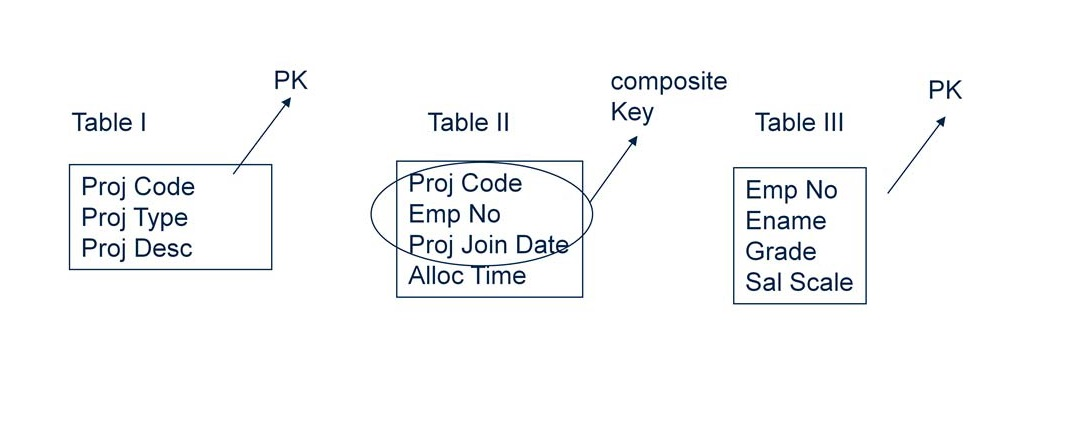 PK
Table I
Proj Code
Proj Type
Proj Desc
composite
Key
Table II
Proj Code
Emp No
Proj Join Date
Alloc Time
PK
Table III
Emp No
Ename
Grade
Sal Scale